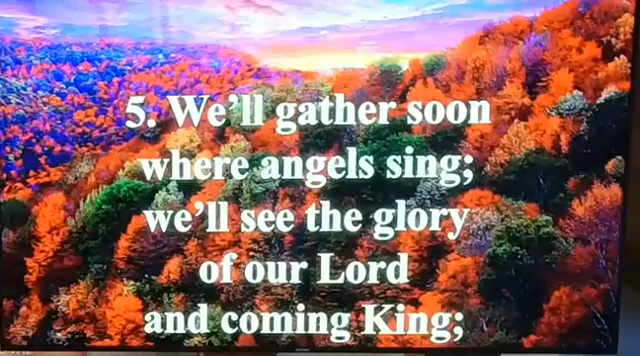 5. We'll gather soon
where angels sing;
we'll see the glory
of our Lord
and coming King;